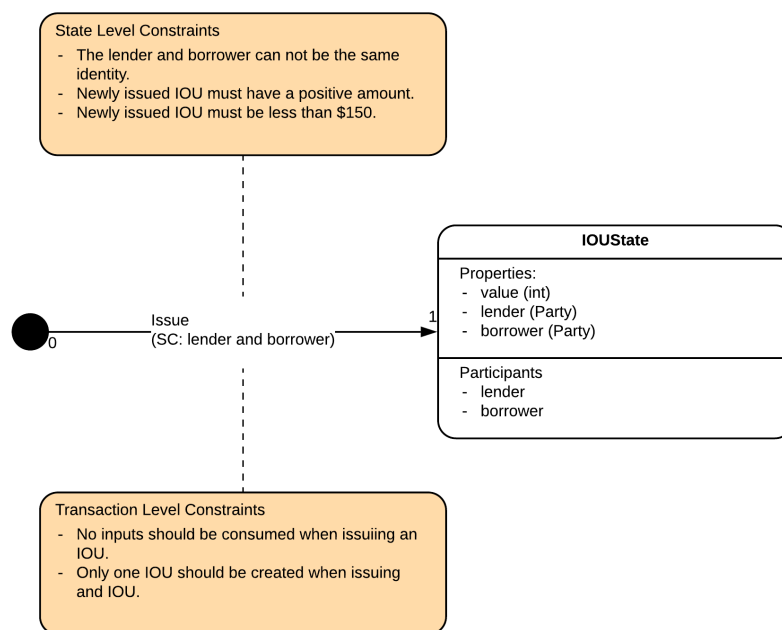 State Level Constraints
- The lender and borrower can not be the same
identity.
- Newly issued IOU must have a positive amount.
- Newly issued IOU must be less than $150.
IOUState
Properties:
- value (int)
- lender (Party)
- borrower (Party)
Participants
- lender
- borrower
Issue
(SC: lender and borrower)
0
1
Transaction Level Constraints
- No inputs should be consumed when issuiing an
IOU.
- Only one IOU should be created when issuing
and IOU.